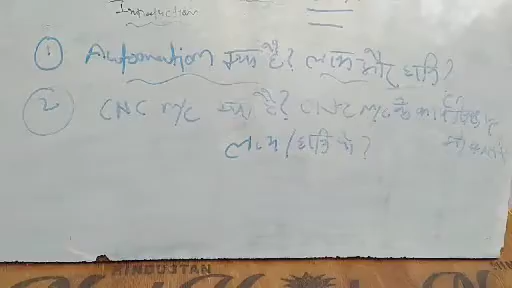 Introduction
① Automation क्या है? लाभ और हानि?
② CNC M/C क्या है? CNC M/C के
लाभ / हानि
HINDUSTAN